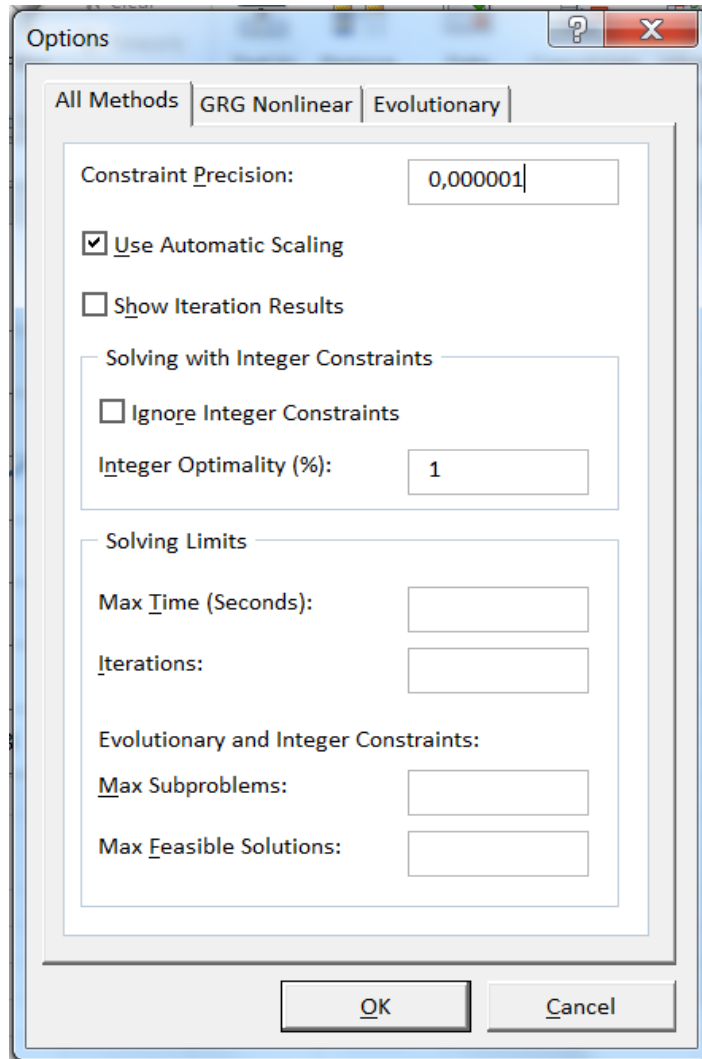 Options
All Methods GRG Nonlinear Evolutionary
Constraint Precision: 0,000001
Use Automatic Scaling
Show Iteration Results
Solving with Integer Constraints
Ignore Integer Constraints
Integer Optimality (%): 1
Solving Limits
Max Time (Seconds):
Iterations:
Evolutionary and Integer Constraints:
Max Subproblems:
Max Feasible Solutions:
OK Cancel